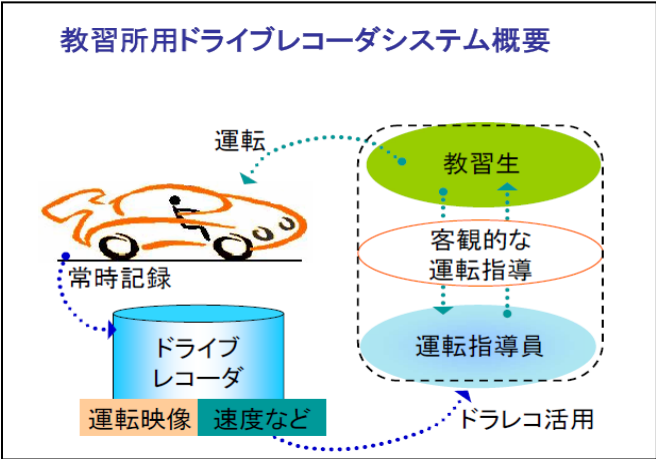 教習所用ドライブレコーダシステム概要
運転
教習生
客観的な
運転指導
常時記録
ドライブ
レコーダ
運転指導員
運転映像
速度など
ドラレコ活用